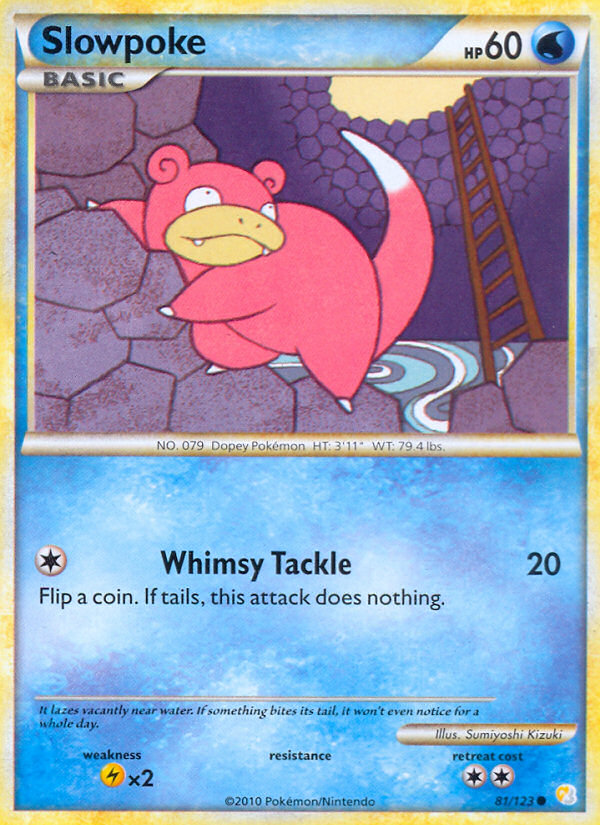 Slowpoke HP60
BASIC
NO. 079 Dopey Pokémon HT: 3'11" WT: 79.4 lbs.
Whimsy Tackle 20
Flip a coin. If tails, this attack does nothing.
It lazes vacantly near water. If something bites its tail, it won't even notice for a
whole day.
Illus. Sumiyoshi Kizuki
weakness resistance retreat cost
×2
©2010 Pokémon/Nintendo 81/123